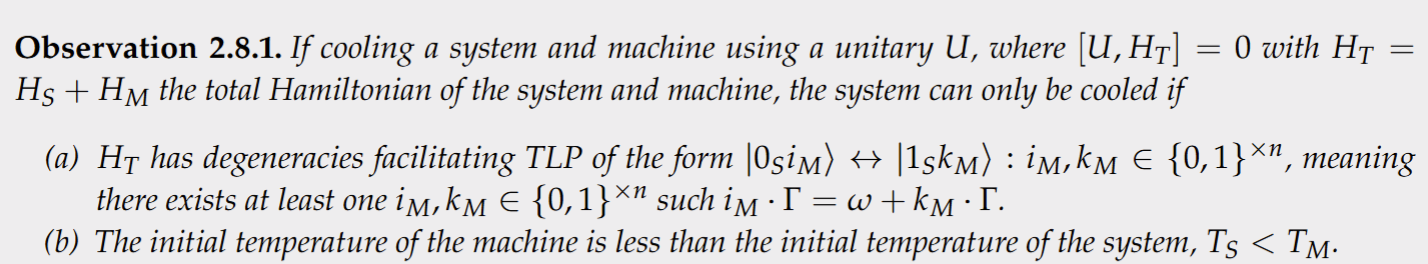 Observation 2.8.1. If cooling a system and machine using a unitary U, where [U, H_T] = 0 with H_T =
H_S + H_M the total Hamiltonian of the system and machine, the system can only be cooled if
(a) H_T has degeneracies facilitating TLP of the form |0_S i_M⟩ ↔ |1_S k_M⟩ : i_M, k_M ∈ {0, 1}^{×n}, meaning
there exists at least one i_M, k_M ∈ {0, 1}^{×n} such i_M · Γ = ω + k_M · Γ.
(b) The initial temperature of the machine is less than the initial temperature of the system, T_S < T_M.